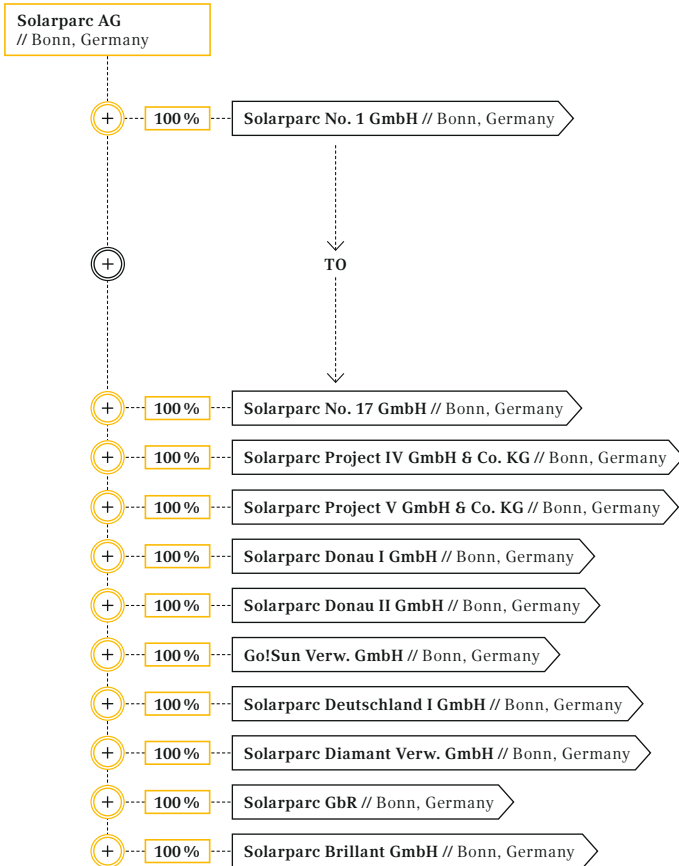 Solarparc AG
// Bonn, Germany
+ 100% Solarparc No. 1 GmbH // Bonn, Germany
+ TO
+ 100% Solarparc No. 17 GmbH // Bonn, Germany
+ 100% Solarparc Project IV GmbH & Co. KG // Bonn, Germany
+ 100% Solarparc Project V GmbH & Co. KG // Bonn, Germany
+ 100% Solarparc Donau I GmbH // Bonn, Germany
+ 100% Solarparc Donau II GmbH // Bonn, Germany
+ 100% Go!Sun Verw. GmbH // Bonn, Germany
+ 100% Solarparc Deutschland I GmbH // Bonn, Germany
+ 100% Solarparc Diamant Verw. GmbH // Bonn, Germany
+ 100% Solarparc GbR // Bonn, Germany
+ 100% Solarparc Brillant GmbH // Bonn, Germany